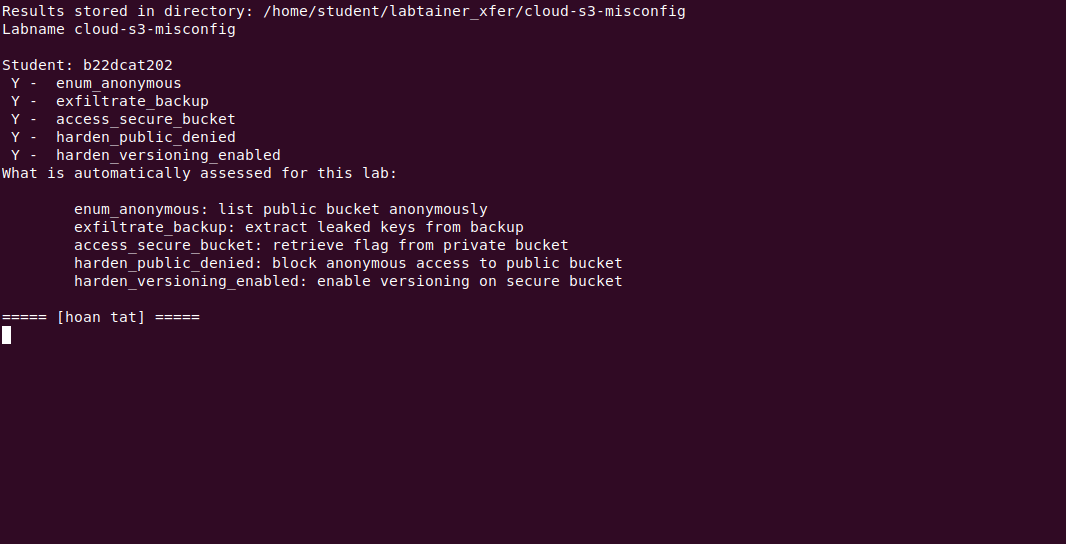 Results stored in directory: /home/student/labtainer_xfer/cloud-s3-misconfig
Labname cloud-s3-misconfig
Student: b22dcat202
Y - enum_anonymous
Y - exfiltrate_backup
Y - access_secure_bucket
Y - harden_public_denied
Y - harden_versioning_enabled
What is automatically assessed for this lab:
enum_anonymous: list public bucket anonymously
exfiltrate_backup: extract leaked keys from backup
access_secure_bucket: retrieve flag from private bucket
harden_public_denied: block anonymous access to public bucket
harden_versioning_enabled: enable versioning on secure bucket
===== [hoan tat] =====